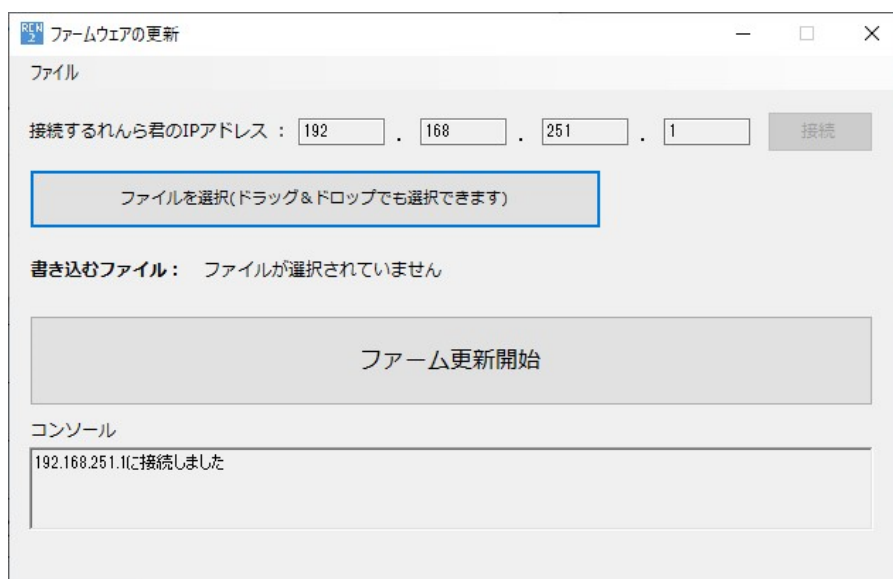 RCN
2
ファームウェアの更新
ファイル
接続するれんら君のIPアドレス : 192 . 168 . 251 . 1 接続
ファイルを選択(ドラッグ&ドロップでも選択できます)
書き込むファイル: ファイルが選択されていません
ファーム更新開始
コンソール
192.168.251.1に接続しました